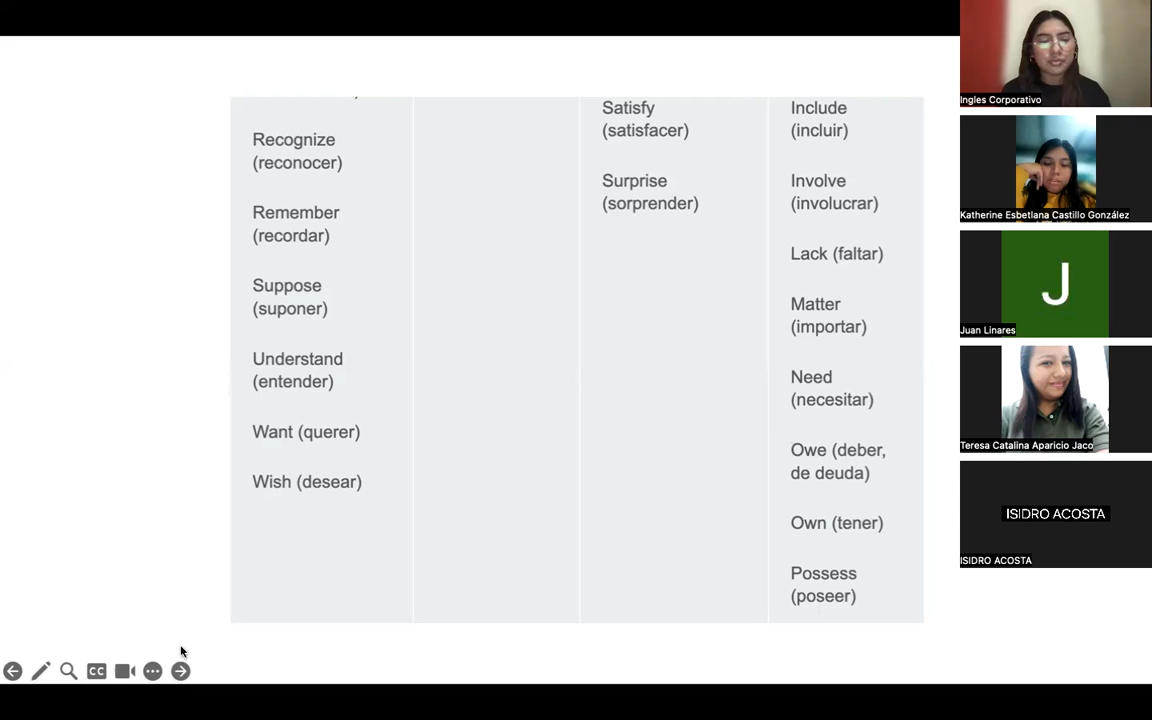 Recognize
(reconocer)
Remember
(recordar)
Suppose
(suponer)
Understand
(entender)
Want (querer)
Wish (desear)
Satisfy
(satisfacer)
Surprise
(sorprender)
Include
(incluir)
Involve
(involucrar)
Lack (faltar)
Matter
(importar)
Need
(necesitar)
Owe (deber,
de deuda)
Own (tener)
Possess
(poseer)
CC
Ingles Corporativo
Katherine Esbetlana Castillo González
J
Juan Linares
Teresa Catalina Aparicio Jaco
ISIDRO ACOSTA
ISIDRO ACOSTA